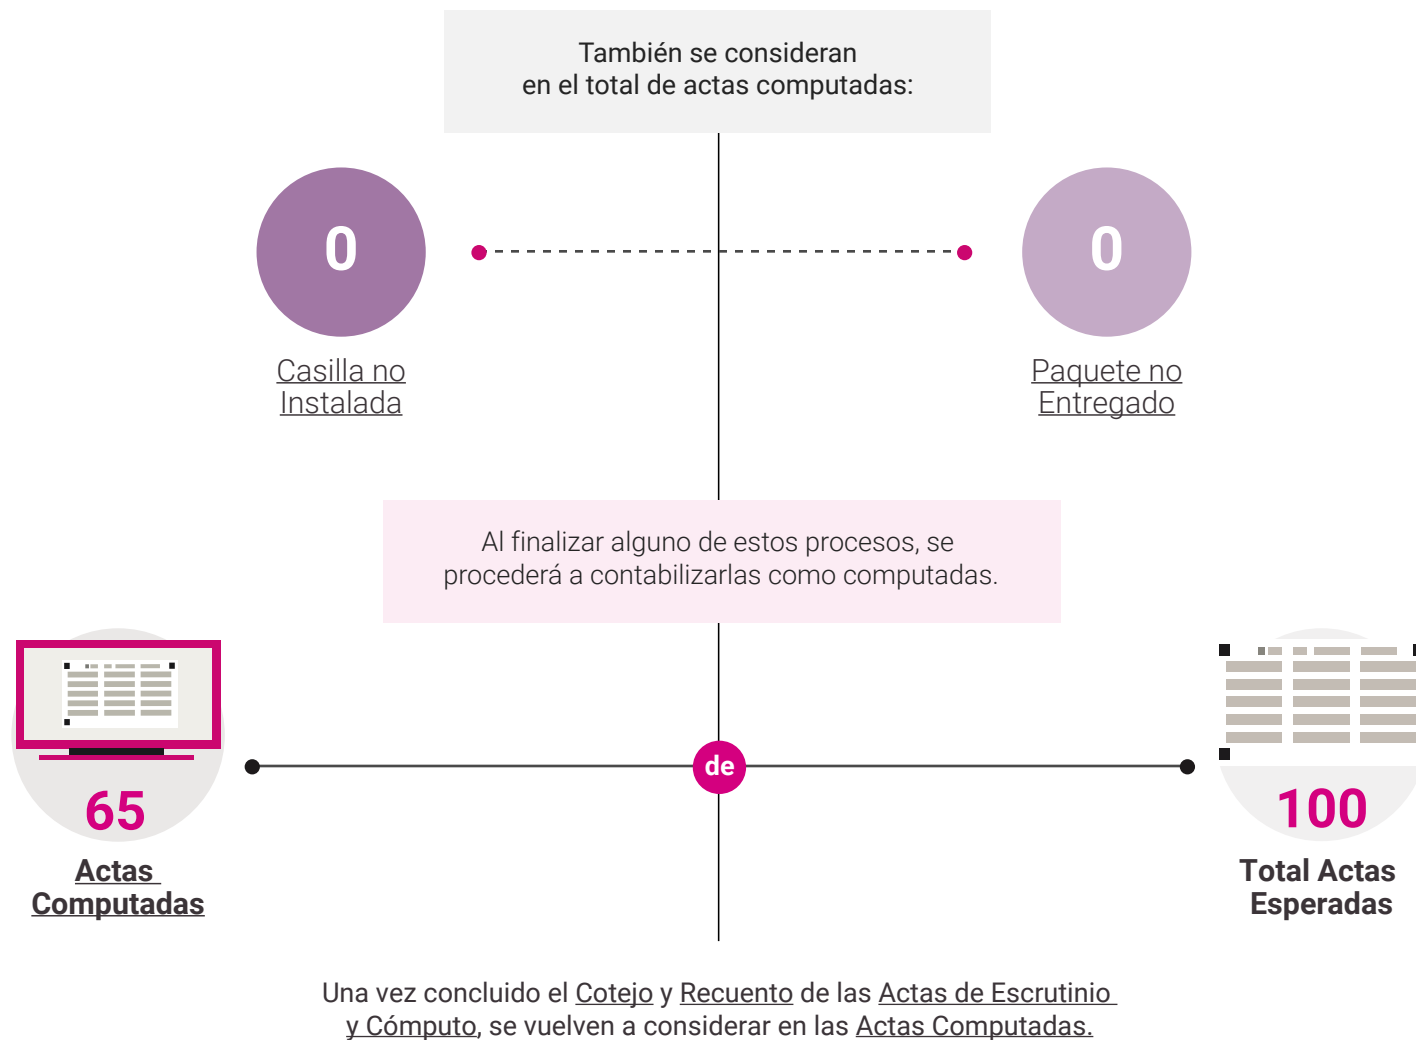 También se consideran
en el total de actas computadas:
0
0
Casilla no
Instalada
Paquete no
Entregado
Al finalizar alguno de estos procesos, se
procederá a contabilizarlas como computadas.
de
65
100
Actas
Computadas
Total Actas
Esperadas
Una vez concluido el Cotejo y Recuento de las Actas de Escrutinio
y Cómputo, se vuelven a considerar en las Actas Computadas.